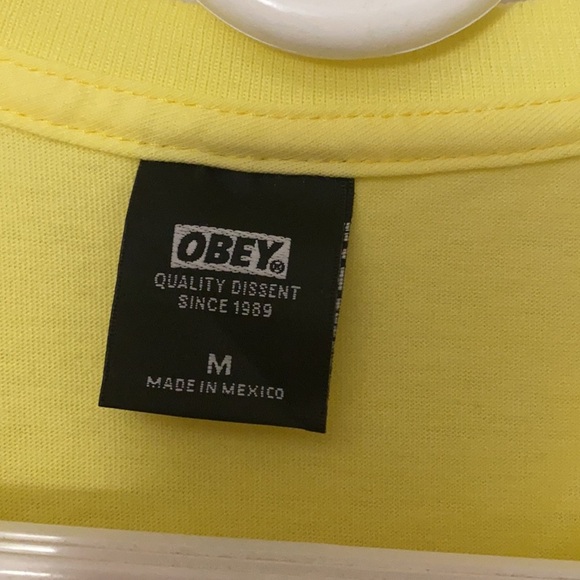 OBEY®
QUALITY DISSENT
SINCE 1989
M
MADE IN MEXICO